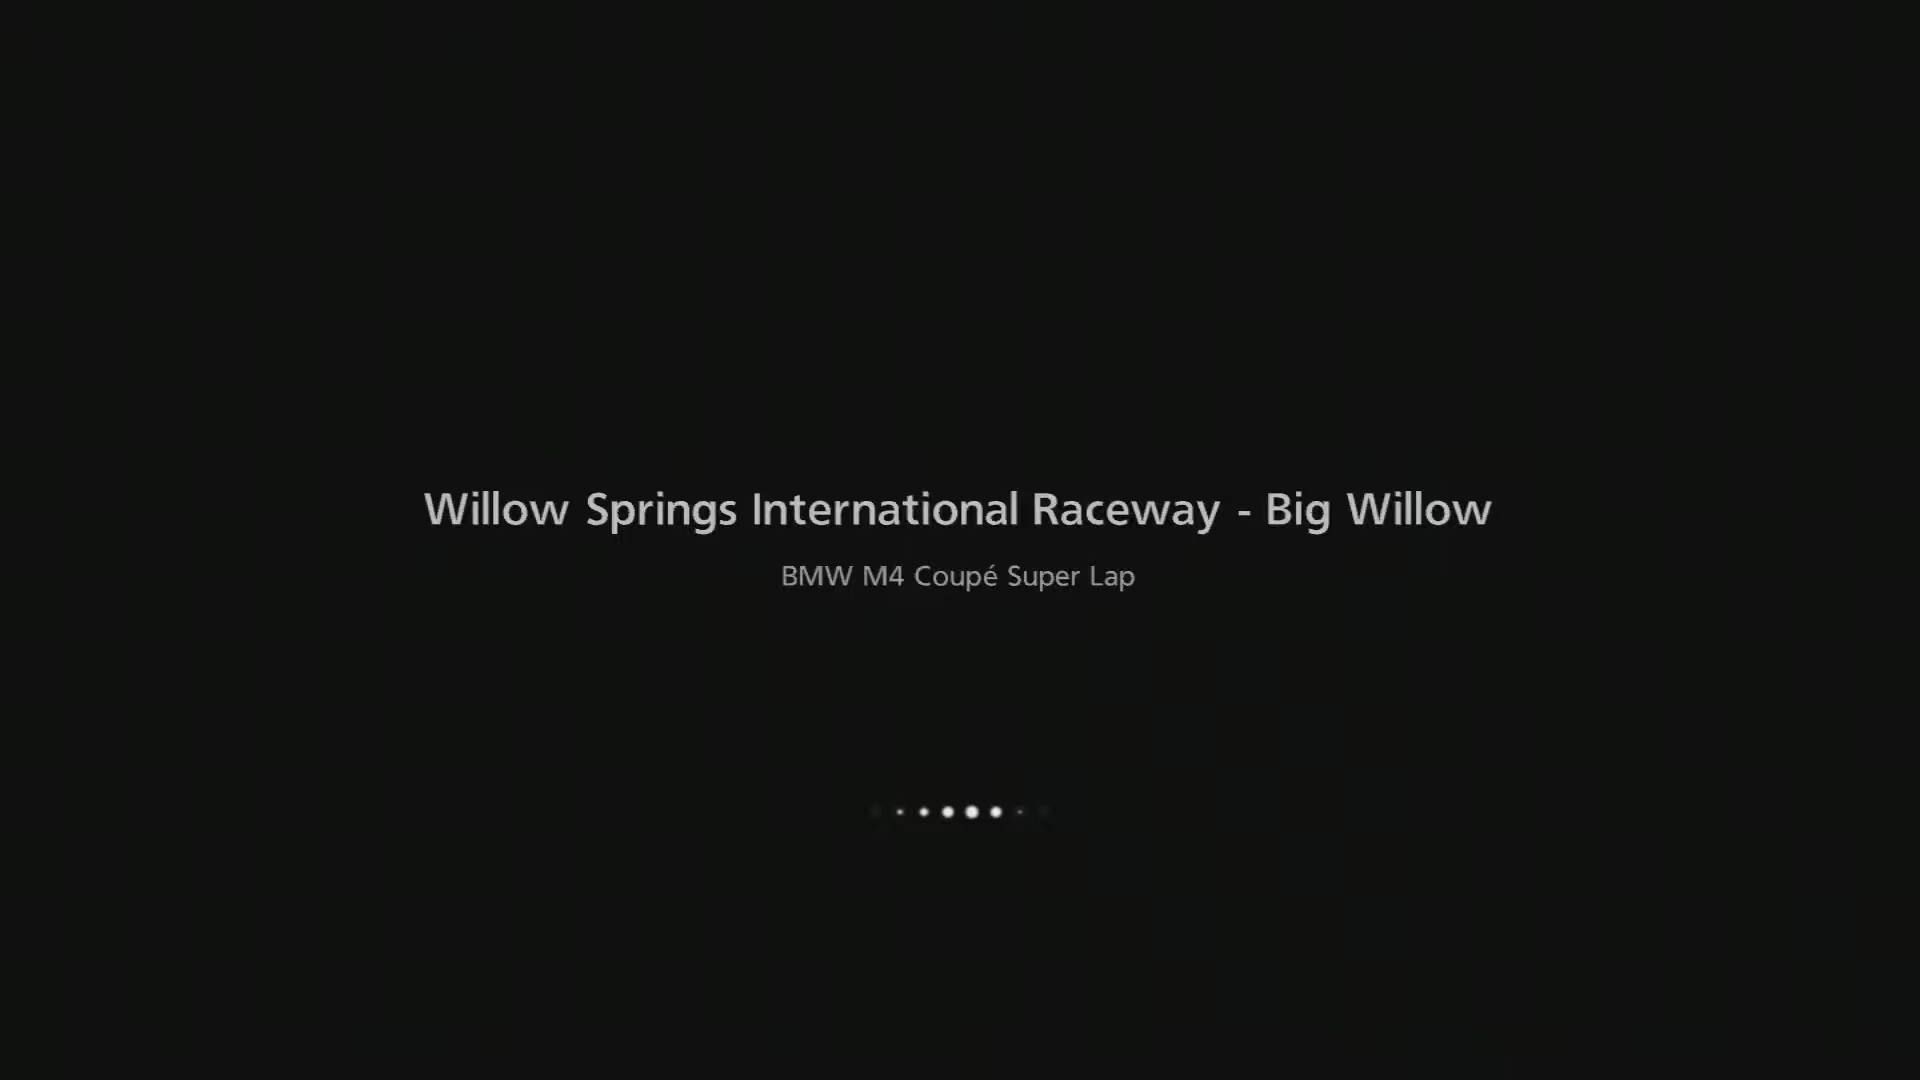 Willow Springs International Raceway - Big Willow
BMW M4 Coupé Super Lap